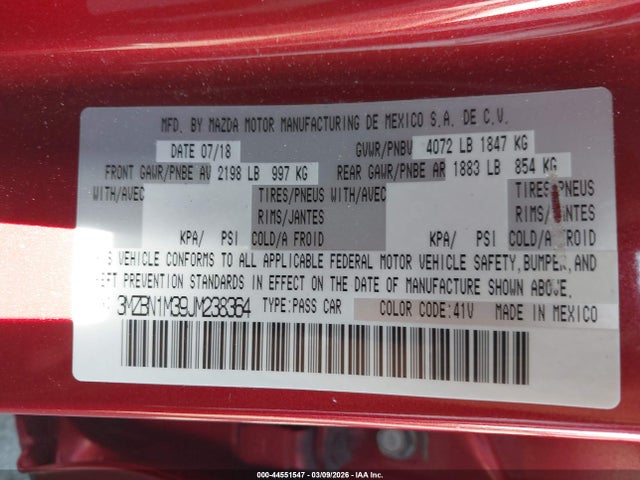 MFD. BY MAZDA MOTOR MANUFACTURING DE MEXICO S.A. DE C.V.
DATE 07/18 GVWR/PNBV 4072 LB 1847 KG
FRONT GAWR/PNBE AV 2198 LB 997 KG REAR GAWR/PNBE AR 1883 LB 854 KG
WITH/AVEC TIRES/PNEUS WITH/AVEC TIRES/PNEUS
RIMS/JANTES RIMS/JANTES
KPA/ PSI COLD/A FROID KPA/ PSI COLD/A FROID
VEHICLE CONFORMS TO ALL APPLICABLE FEDERAL MOTOR VEHICLE SAFETY, BUMPER, AND
THEFT PREVENTION STANDARDS IN EFFECT ON THE DATE OF MANUFACTURE SHOWN ABOVE.
3MZBN1M39JM238364 TYPE:PASS CAR COLOR CODE:41V MADE IN MEXICO
000-44551547 | 03/09/2026 | IAA Inc.